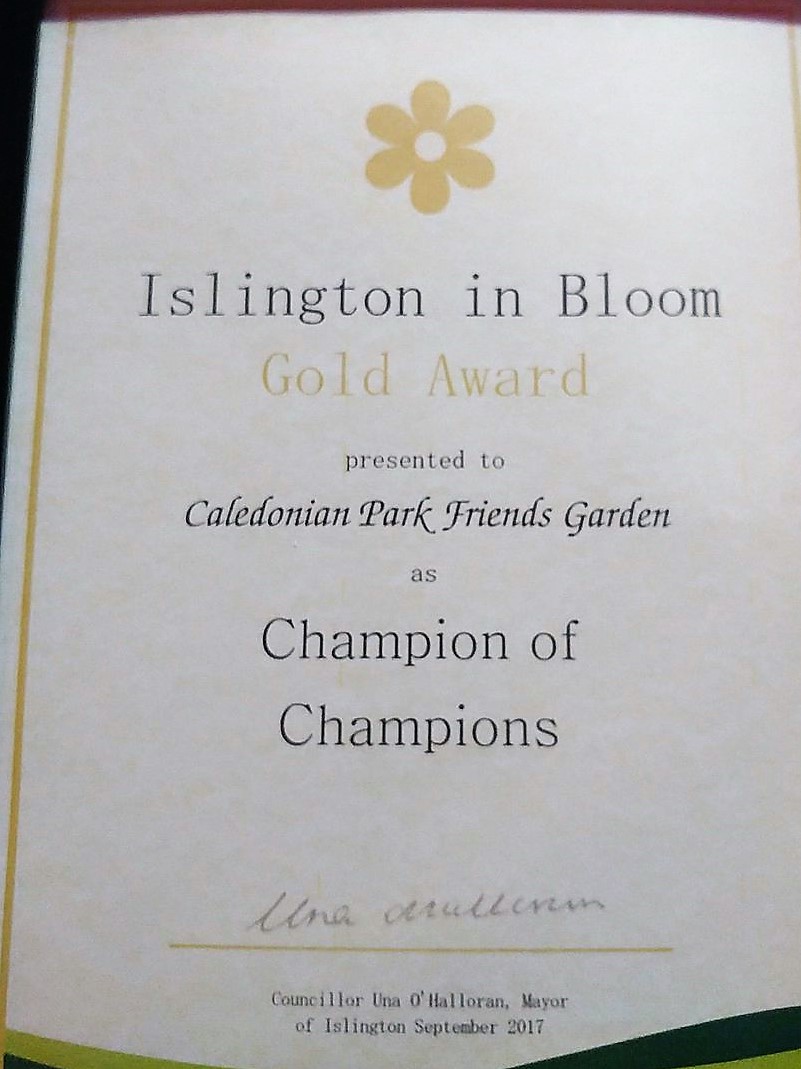 Islington in Bloom
Gold Award
presented to
Caledonian Park Friends Garden
as
Champion of
Champions
Una O'Halloran
Councillor Una O'Halloran, Mayor
of Islington September 2017